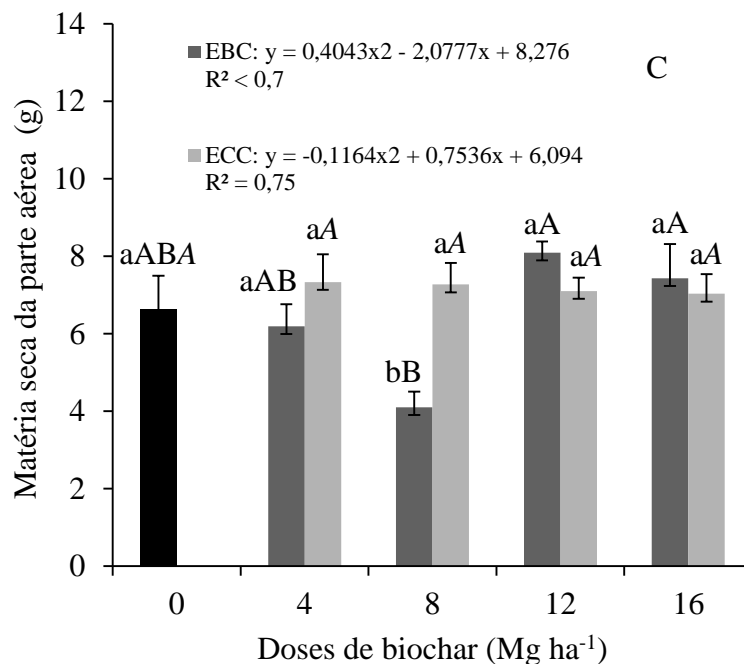 14
12
10
8
6
4
2
0
Matéria seca da parte aérea (g)
EBC: y = 0,4043x2 - 2,0777x + 8,276
R² < 0,7
C
ECC: y = -0,1164x2 + 0,7536x + 6,094
R² = 0,75
aABA
aAB
aA
bB
aA
aA
aA
aA
aA
0 4 8 12 16
Doses de biochar (Mg ha⁻¹)